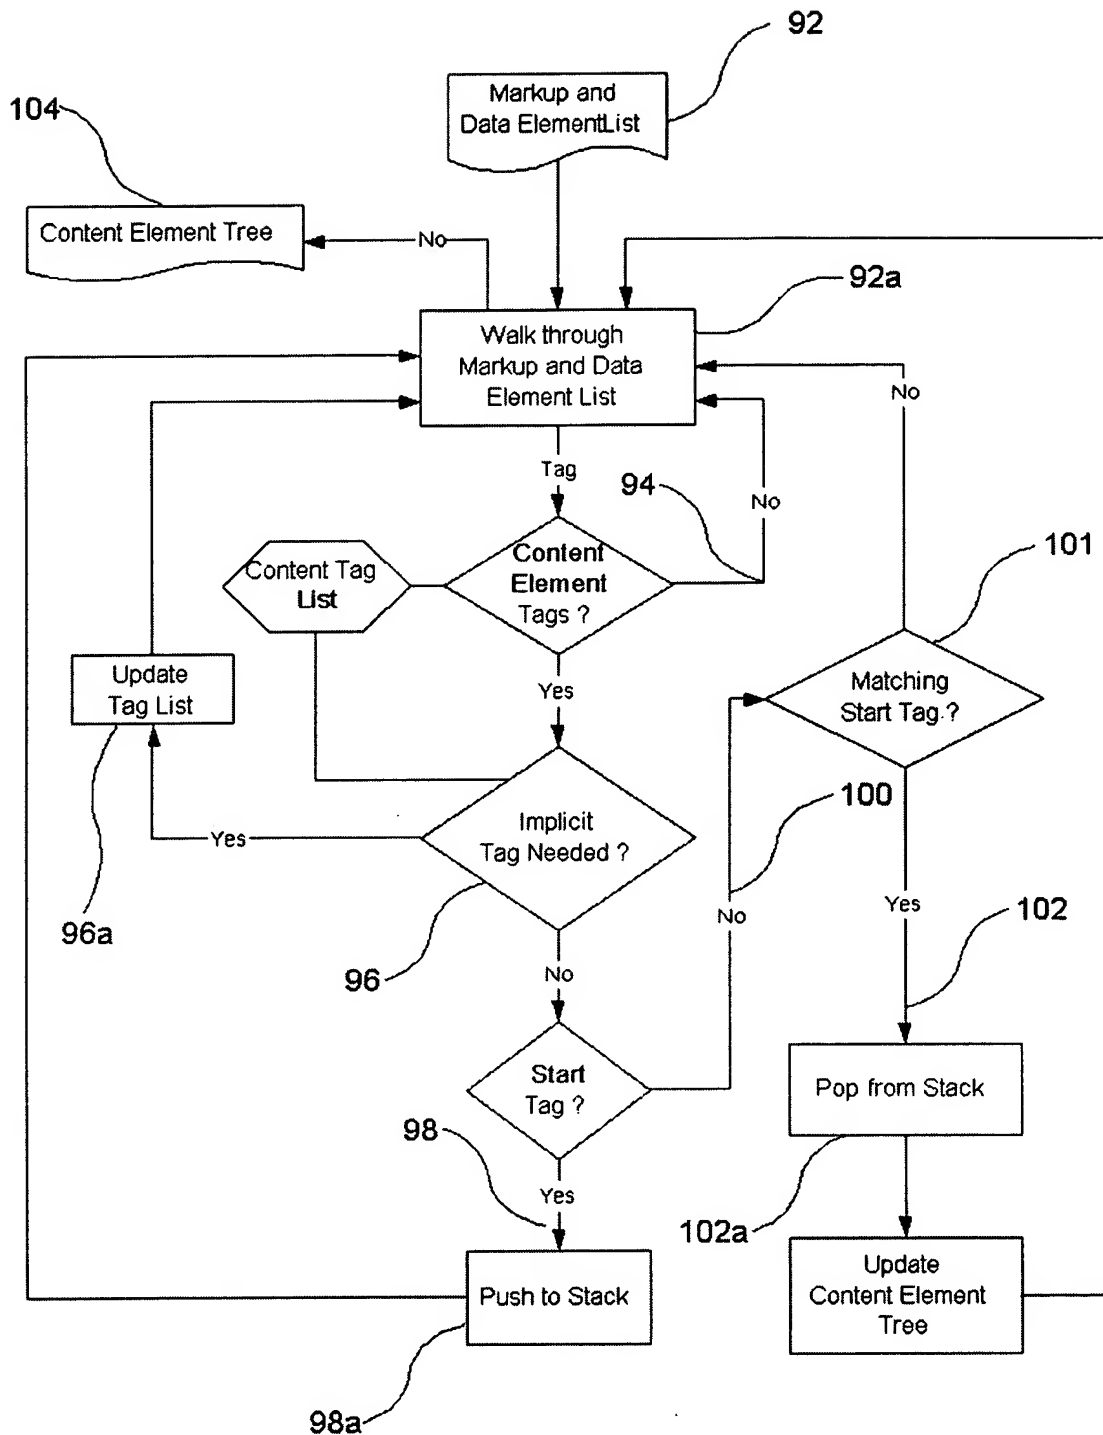 92
Markup and
Data ElementList
104
Content Element Tree
No
92a
Walk through
Markup and Data
Element List
No
Tag
94
No
Content
Element
Tags ?
Content Tag
List
101
Update
Tag List
Yes
Matching
Start Tag.?
100
Implicit
Tag Needed ?
Yes
96a
No
Yes
102
96
No
Start
Tag ?
Pop from Stack
98
Yes
102a
Push to Stack
Update
Content Element
Tree
98a